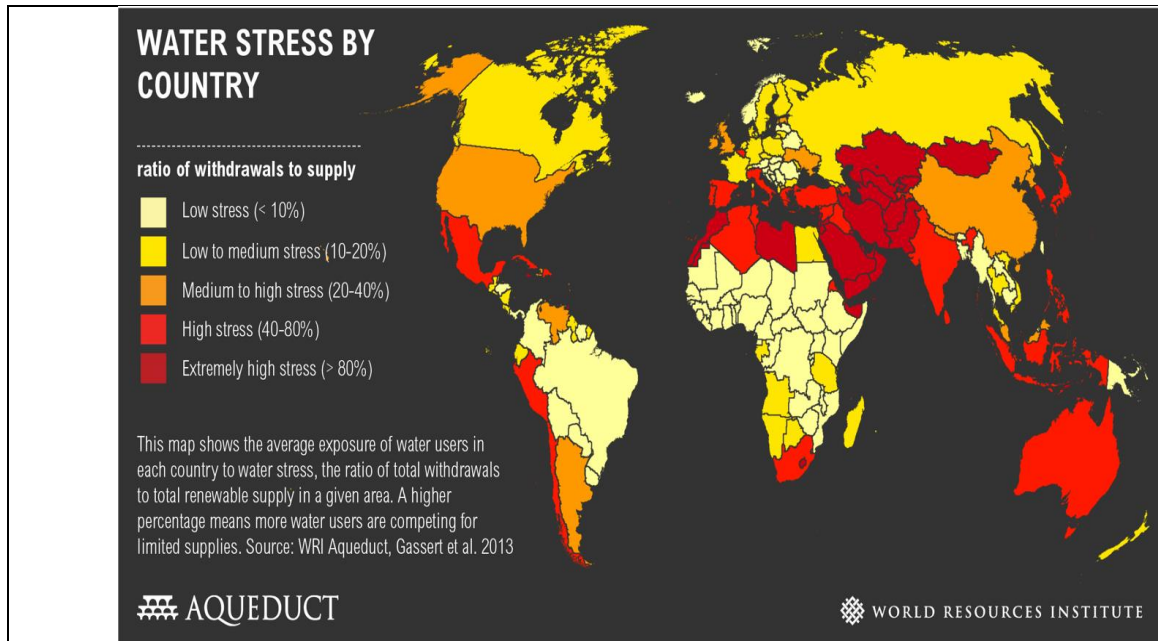 WATER STRESS BY
COUNTRY
ratio of withdrawals to supply
Low stress (< 10%)
Low to medium stress (10-20%)
Medium to high stress (20-40%)
High stress (40-80%)
Extremely high stress (> 80%)
This map shows the average exposure of water users in
each country to water stress, the ratio of total withdrawals
to total renewable supply in a given area. A higher
percentage means more water users are competing for
limited supplies. Source: WRI Aqueduct, Gassert et al. 2013
AQUEDUCT
WORLD RESOURCES INSTITUTE